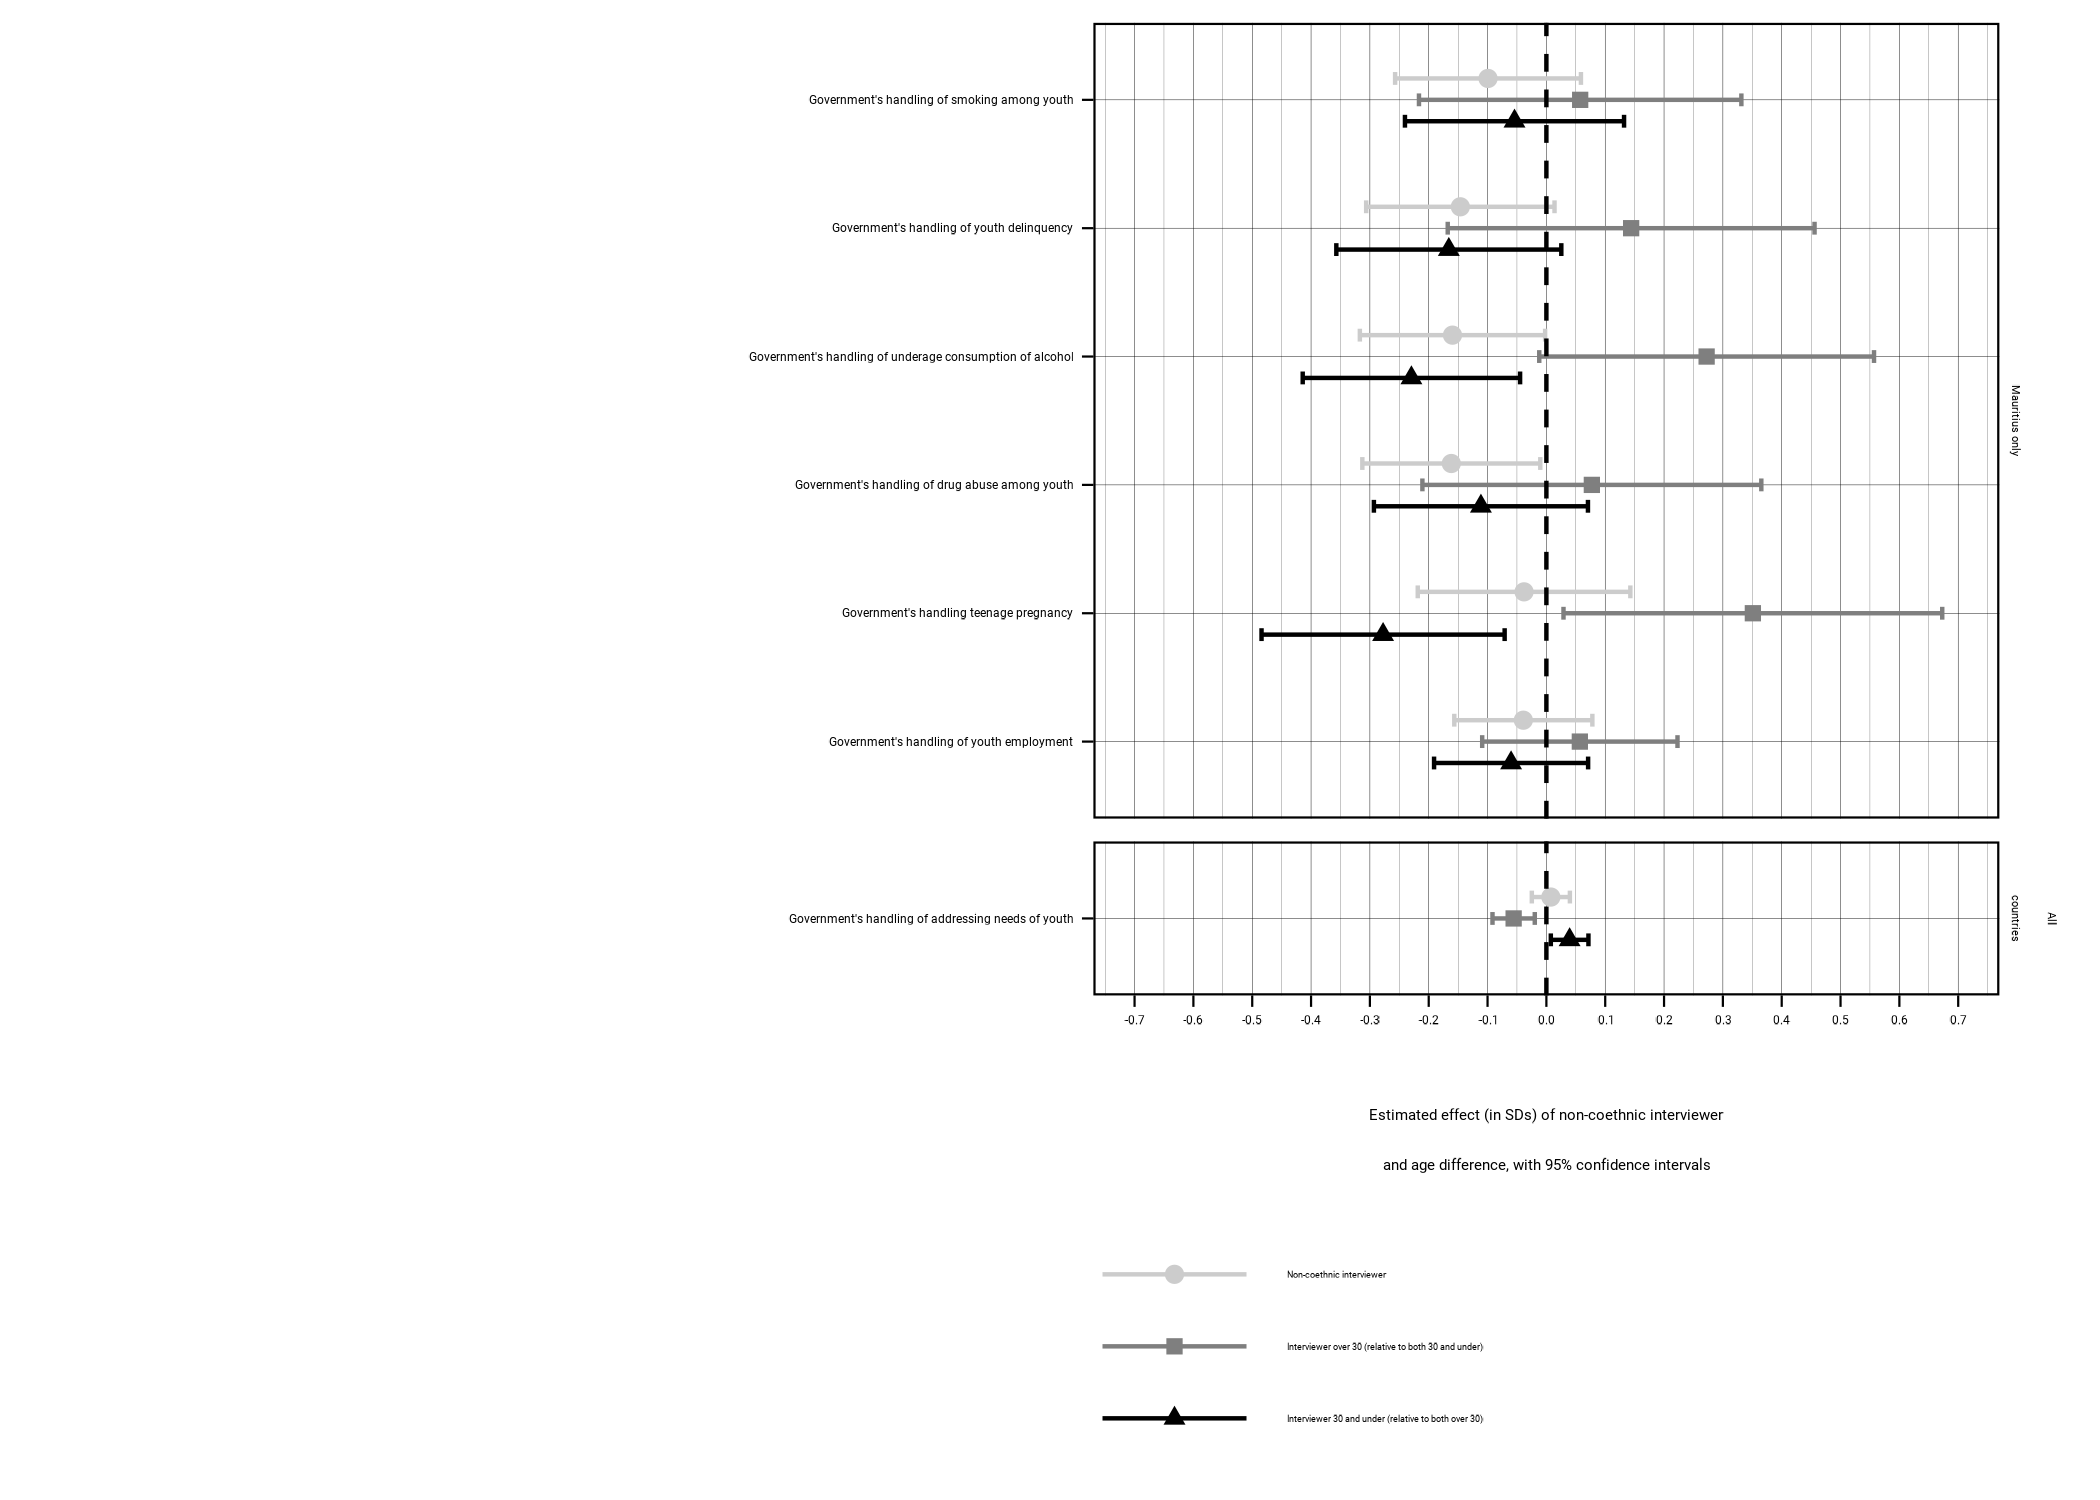 Government's handling of smoking among youth
Government's handling of youth delinquency
Government's handling of underage consumption of alcohol
Government's handling of drug abuse among youth
Government's handling teenage pregnancy
Government's handling of youth employment
Mauritius only
Government's handling of addressing needs of youth
All
countries
-0.7 -0.6 -0.5 -0.4 -0.3 -0.2 -0.1 0.0 0.1 0.2 0.3 0.4 0.5 0.6 0.7
Estimated effect (in SDs) of non-coethnic interviewer
and age difference, with 95% confidence intervals
Non-coethnic interviewer
Interviewer over 30 (relative to both 30 and under)
Interviewer 30 and under (relative to both over 30)